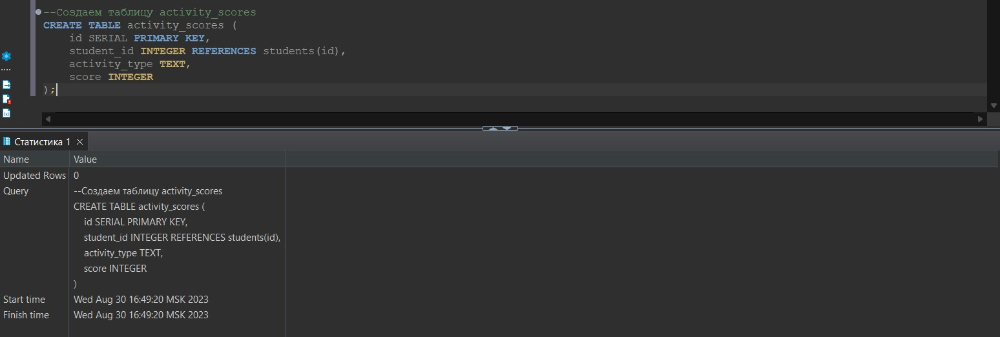 --Создаем таблицу activity_scores
CREATE TABLE activity_scores (
id SERIAL PRIMARY KEY,
student_id INTEGER REFERENCES students(id),
activity_type TEXT,
score INTEGER
);
Статистика 1
Name Value
Updated Rows 0
Query --Создаем таблицу activity_scores
CREATE TABLE activity_scores (
id SERIAL PRIMARY KEY,
student_id INTEGER REFERENCES students(id),
activity_type TEXT,
score INTEGER
)
Start time Wed Aug 30 16:49:20 MSK 2023
Finish time Wed Aug 30 16:49:20 MSK 2023